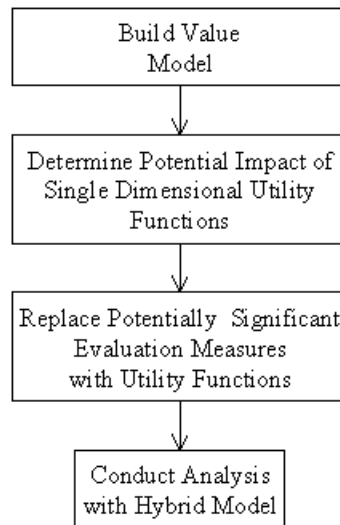 Build Value
Model
Determine Potential Impact of
Single Dimensional Utility
Functions
Replace Potentially Significant
Evaluation Measures
with Utility Functions
Conduct Analysis
with Hybrid Model